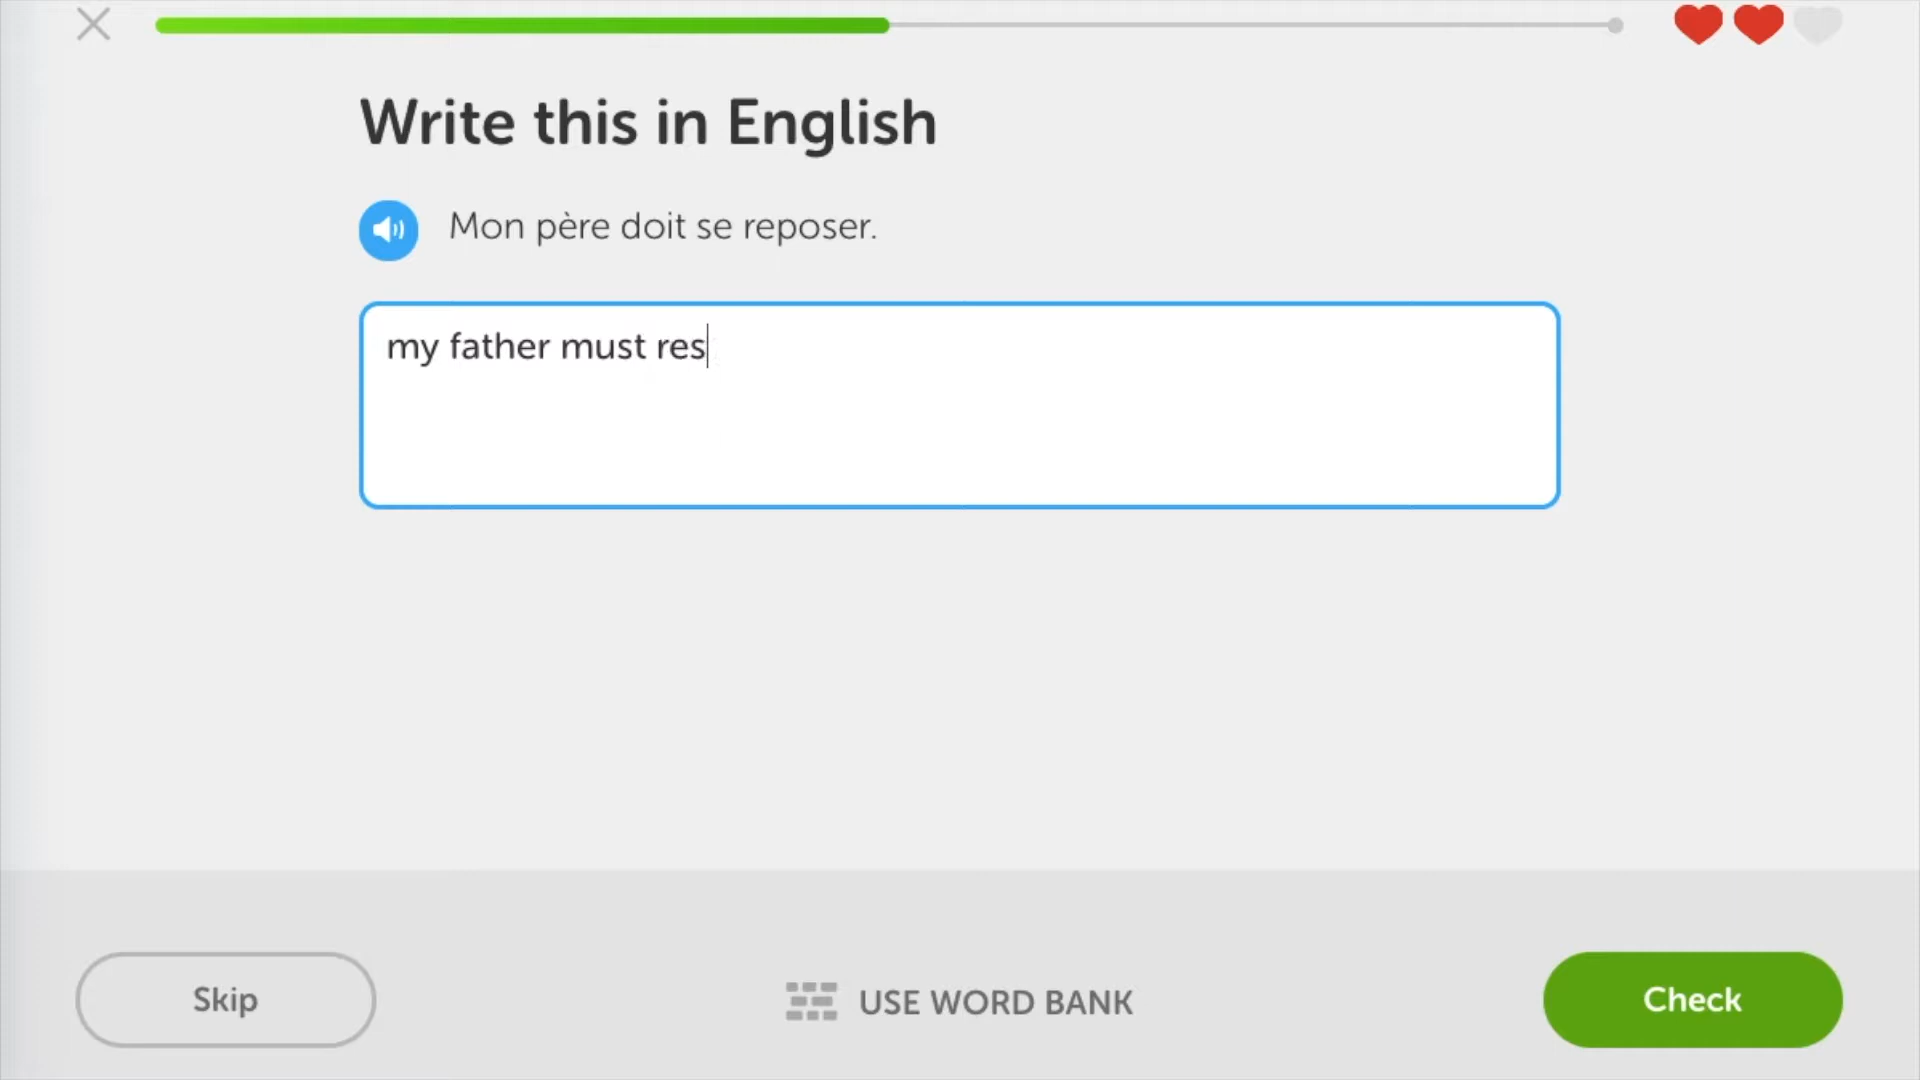 Write this in English
Mon père doit se reposer.
my father must res
Skip
USE WORD BANK
Check